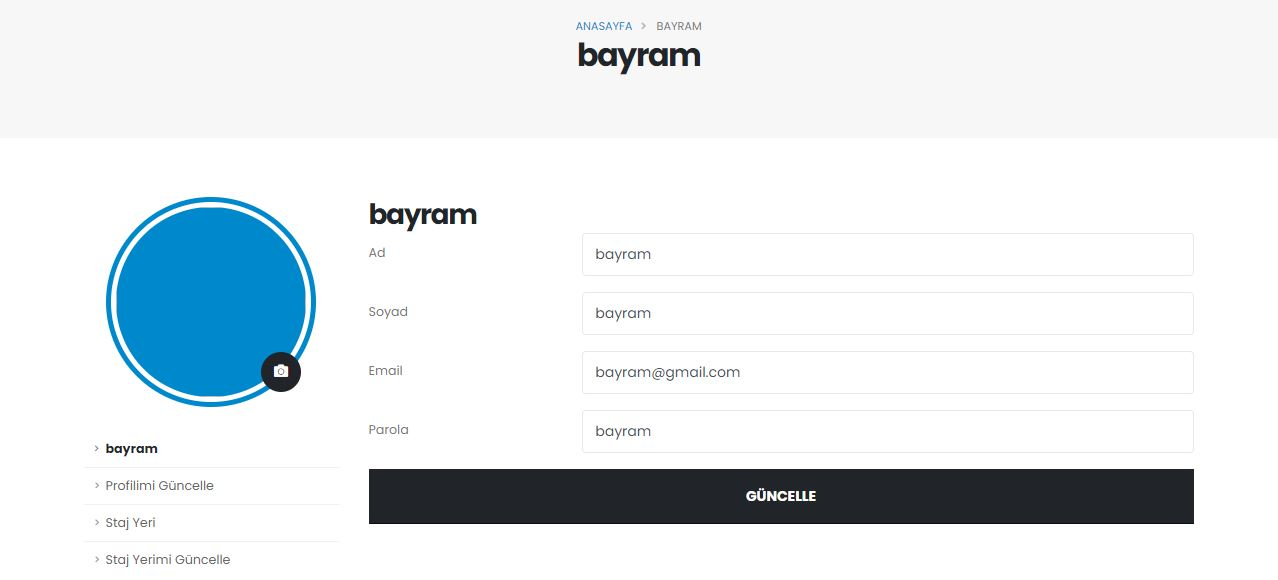 ANASAYFA > BAYRAM
bayram
bayram
Ad bayram
Soyad bayram
Email bayram@gmail.com
Parola bayram
GÜNCELLE
> bayram
> Profilimi Güncelle
> Staj Yeri
> Staj Yerimi Güncelle